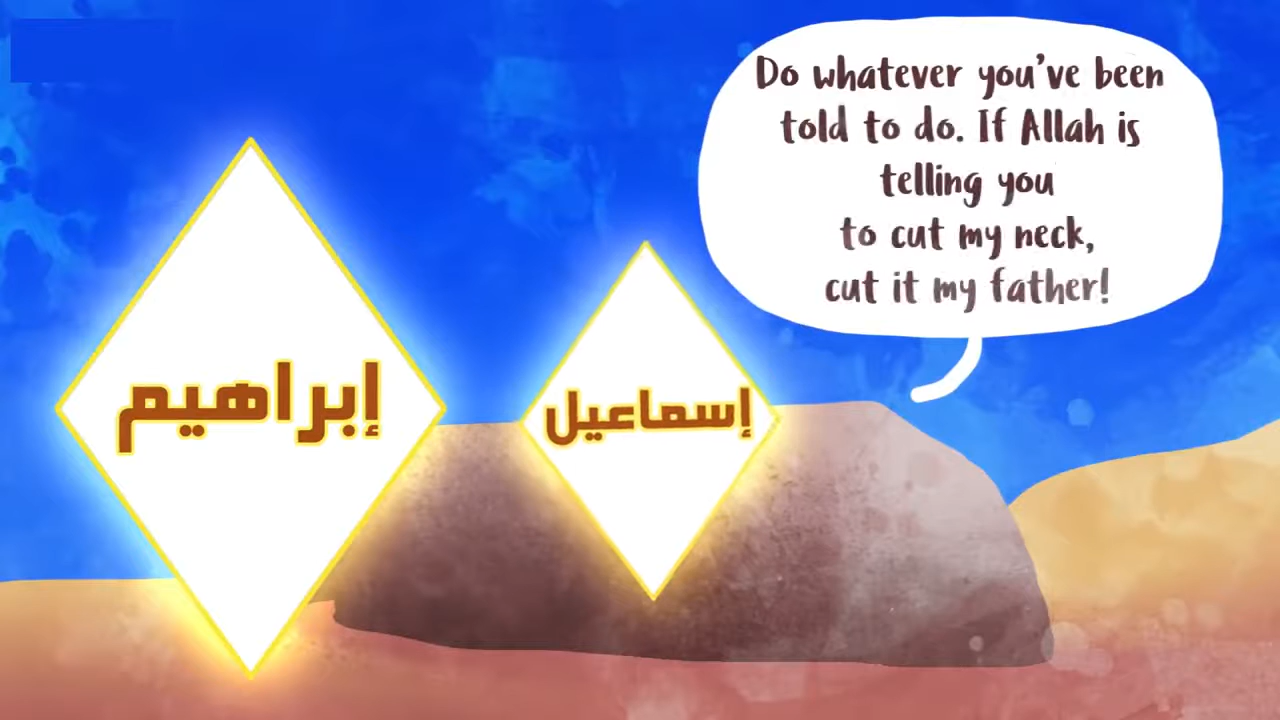 Do whatever you've been
told to do. If Allah is
telling you
to cut my neck,
cut it my father!
إبراهيم
إسماعيل